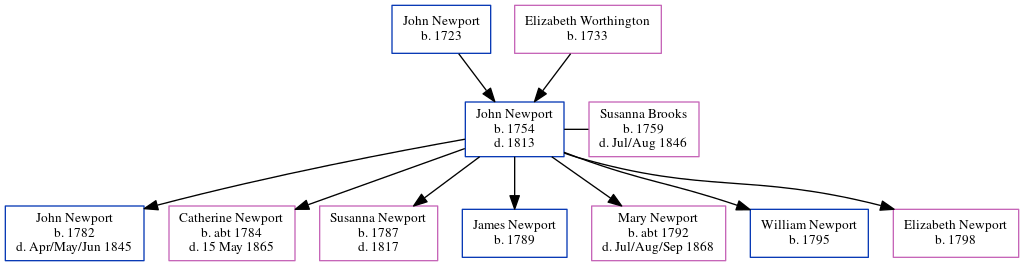 John Newport
b. 1723
Elizabeth Worthington
b. 1733
John Newport
b. 1754
d. 1813
Susanna Brooks
b. 1759
d. Jul/Aug 1846
John Newport
b. 1782
d. Apr/May/Jun 1845
Catherine Newport
b. abt 1784
d. 15 May 1865
Susanna Newport
b. 1787
d. 1817
James Newport
b. 1789
Mary Newport
b. abt 1792
d. Jul/Aug/Sep 1868
William Newport
b. 1795
Elizabeth Newport
b. 1798